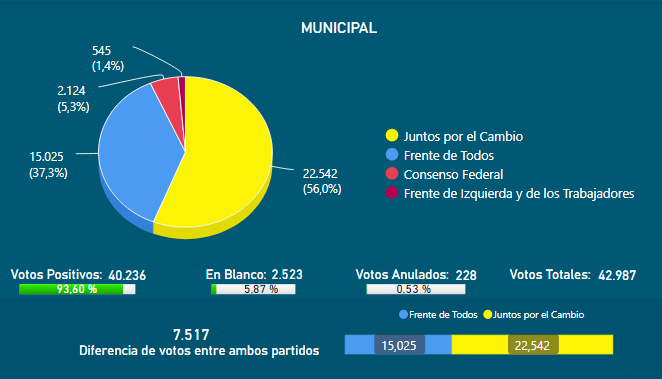 MUNICIPAL
545
(1,4%)
2.124
(5,3%)
15.025
(37,3%)
22.542
(56,0%)
Juntos por el Cambio
Frente de Todos
Consenso Federal
Frente de Izquierda y de los Trabajadores
Votos Positivos: 40.236
93,60 %
En Blanco: 2.523
5,87 %
Votos Anulados: 228
0,53 %
Votos Totales: 42.987
7.517
Diferencia de votos entre ambos partidos
Frente de Todos Juntos por el Cambio
15,025 22,542